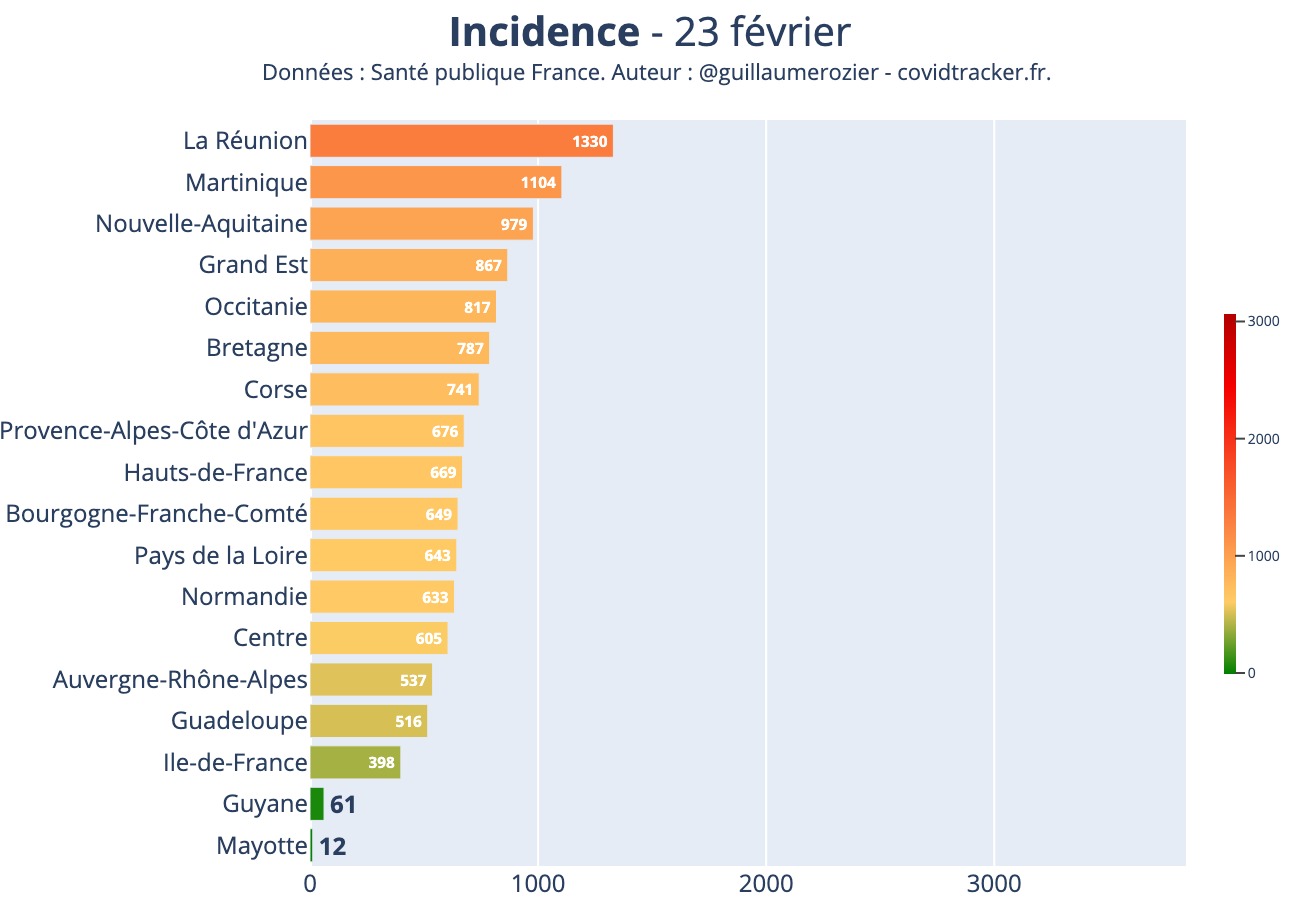 Incidence - 23 février
Données : Santé publique France. Auteur : @guillaumerozier - covidtracker.fr.
La Réunion 1330
Martinique 1104
Nouvelle-Aquitaine 979
Grand Est 867
Occitanie 817
Bretagne 787
Corse 741
Provence-Alpes-Côte d'Azur 676
Hauts-de-France 669
Bourgogne-Franche-Comté 649
Pays de la Loire 643
Normandie 633
Centre 605
Auvergne-Rhône-Alpes 537
Guadeloupe 516
Ile-de-France 398
Guyane 61
Mayotte 12
0 1000 2000 3000
3000
2000
1000
0